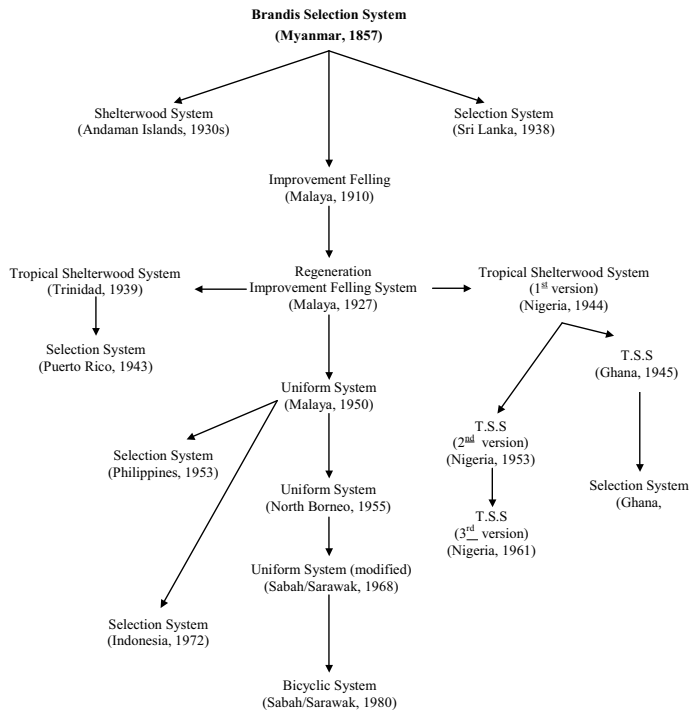 Brandis Selection System
(Myanmar, 1857)
Shelterwood System
(Andaman Islands, 1930s)
Selection System
(Sri Lanka, 1938)
Improvement Felling
(Malaya, 1910)
Tropical Shelterwood System
(Trinidad, 1939)
Regeneration
Improvement Felling System
(Malaya, 1927)
Tropical Shelterwood System
(1st version)
(Nigeria, 1944)
Selection System
(Puerto Rico, 1943)
T.S.S
(Ghana, 1945)
Uniform System
(Malaya, 1950)
T.S.S
(2nd version)
(Nigeria, 1953)
Selection System
(Philippines, 1953)
Uniform System
(North Borneo, 1955)
Selection System
(Ghana,
T.S.S
(3rd version)
(Nigeria, 1961)
Uniform System (modified)
(Sabah/Sarawak, 1968)
Selection System
(Indonesia, 1972)
Bicyclic System
(Sabah/Sarawak, 1980)